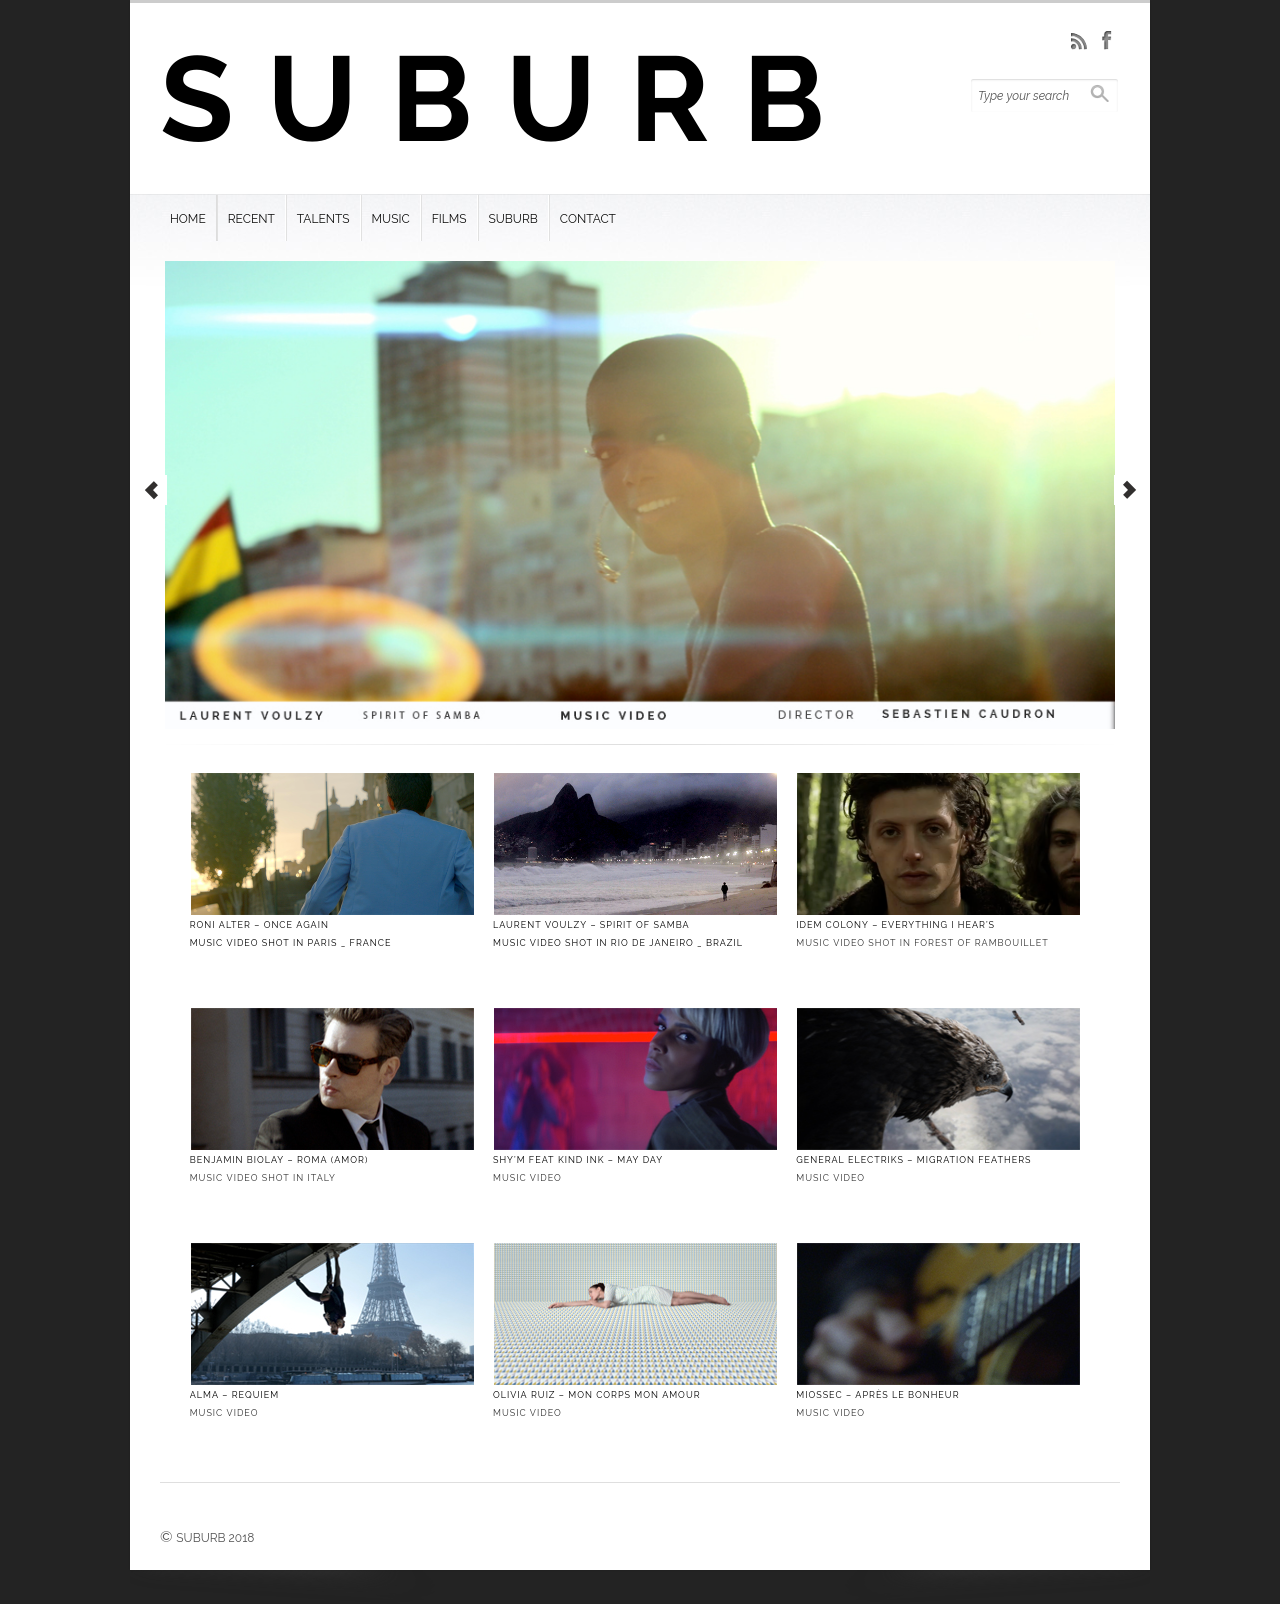 SUBURB
Type your search
HOME RECENT TALENTS MUSIC FILMS SUBURB CONTACT
LAURENT VOULZY SPIRIT OF SAMBA MUSIC VIDEO DIRECTOR SEBASTIEN CAUDRON
RONI ALTER – ONCE AGAIN
MUSIC VIDEO SHOT IN PARIS _ FRANCE
LAURENT VOULZY – SPIRIT OF SAMBA
MUSIC VIDEO SHOT IN RIO DE JANEIRO _ BRAZIL
IDEM COLONY – EVERYTHING I HEAR'S
MUSIC VIDEO SHOT IN FOREST OF RAMBOUILLET
BENJAMIN BIOLAY – ROMA (AMOR)
MUSIC VIDEO SHOT IN ITALY
SHY'M FEAT KIND INK – MAY DAY
MUSIC VIDEO
GENERAL ELECTRIKS – MIGRATION FEATHERS
MUSIC VIDEO
ALMA – REQUIEM
MUSIC VIDEO
OLIVIA RUIZ – MON CORPS MON AMOUR
MUSIC VIDEO
MIOSSEC – APRÈS LE BONHEUR
MUSIC VIDEO
© SUBURB 2018